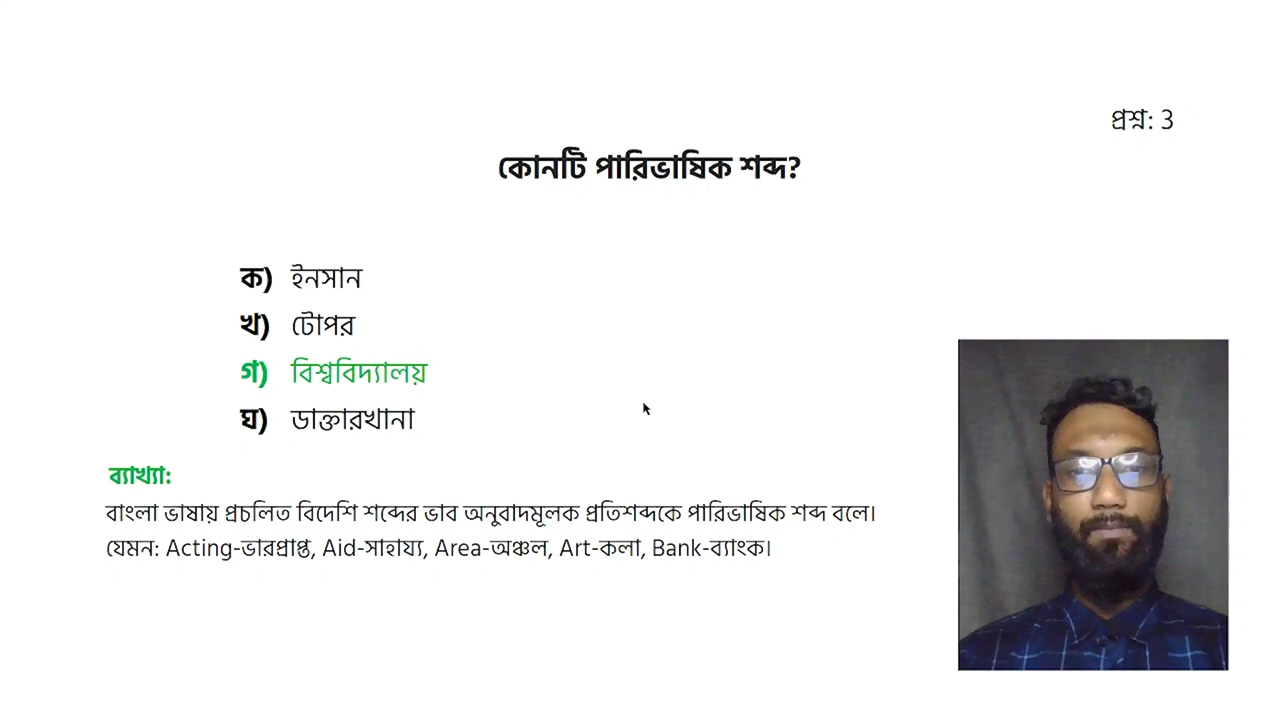 প্রশ্ন: 3
কোনটি পারিভাষিক শব্দ?
ক) ইনসান
খ) টোপর
গ) বিশ্ববিদ্যালয়
ঘ) ডাক্তারখানা
ব্যাখ্যা:
বাংলা ভাষায় প্রচলিত বিদেশি শব্দের ভাব অনুবাদমূলক প্রতিশব্দকে পারিভাষিক শব্দ বলে।
যেমন: Acting-ভারপ্রাপ্ত, Aid-সাহায্য, Area-অঞ্চল, Art-কলা, Bank-ব্যাংক।